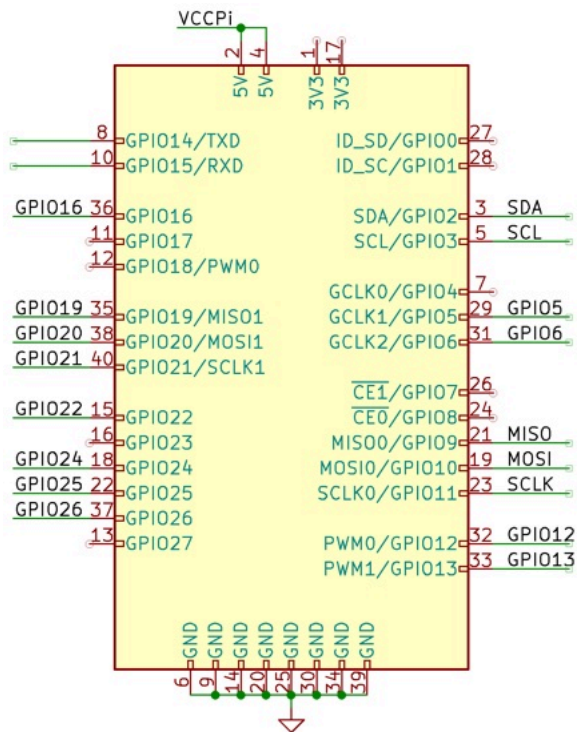 VCCPi
2 4 1 17
5V 5V 3V3 3V3
8 GPIO14/TXD ID_SD/GPIO0 27
10 GPIO15/RXD ID_SC/GPIO1 28
GPIO16 36 GPIO16 SDA/GPIO2 3 SDA
11 GPIO17 SCL/GPIO3 5 SCL
12 GPIO18/PWM0
GCLK0/GPIO4 7
GPIO19 35 GPIO19/MISO1 GCLK1/GPIO5 29 GPIO5
GPIO20 38 GPIO20/MOSI1 GCLK2/GPIO6 31 GPIO6
GPIO21 40 GPIO21/SCLK1
CE1/GPIO7 26
GPIO22 15 GPIO22 CE0/GPIO8 24
16 GPIO23 MISO0/GPIO9 21 MISO
GPIO24 18 GPIO24 MOSI0/GPIO10 19 MOSI
GPIO25 22 GPIO25 SCLK0/GPIO11 23 SCLK
GPIO26 37 GPIO26
13 GPIO27 PWM0/GPIO12 32 GPIO12
PWM1/GPIO13 33 GPIO13
GND GND GND GND GND GND GND GND
6 9 14 20 25 30 34 39